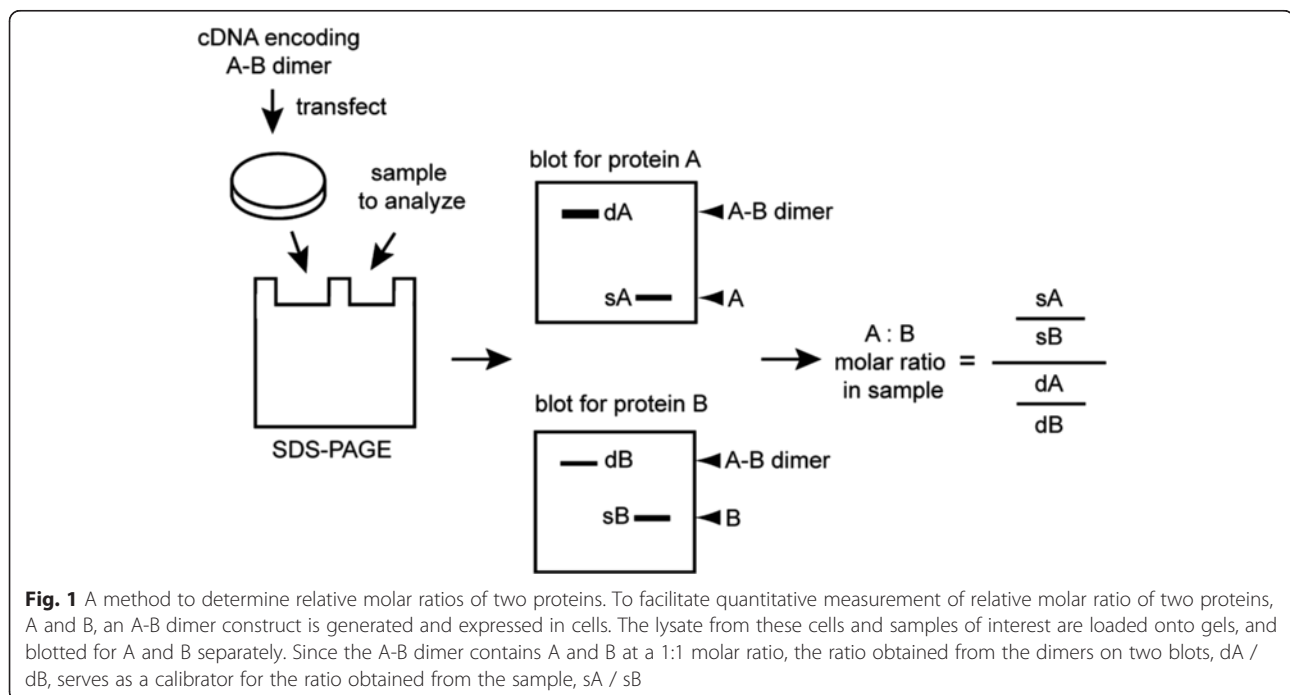 cDNA encoding
A-B dimer
transfect
sample
to analyze
SDS-PAGE
blot for protein A
dA
A-B dimer
sA
A
blot for protein B
dB
A-B dimer
sB
B
A : B
molar ratio
in sample
=
sA
sB
dA
dB
Fig. 1 A method to determine relative molar ratios of two proteins. To facilitate quantitative measurement of relative molar ratio of two proteins,
A and B, an A-B dimer construct is generated and expressed in cells. The lysate from these cells and samples of interest are loaded onto gels, and
blotted for A and B separately. Since the A-B dimer contains A and B at a 1:1 molar ratio, the ratio obtained from the dimers on two blots, dA /
dB, serves as a calibrator for the ratio obtained from the sample, sA / sB